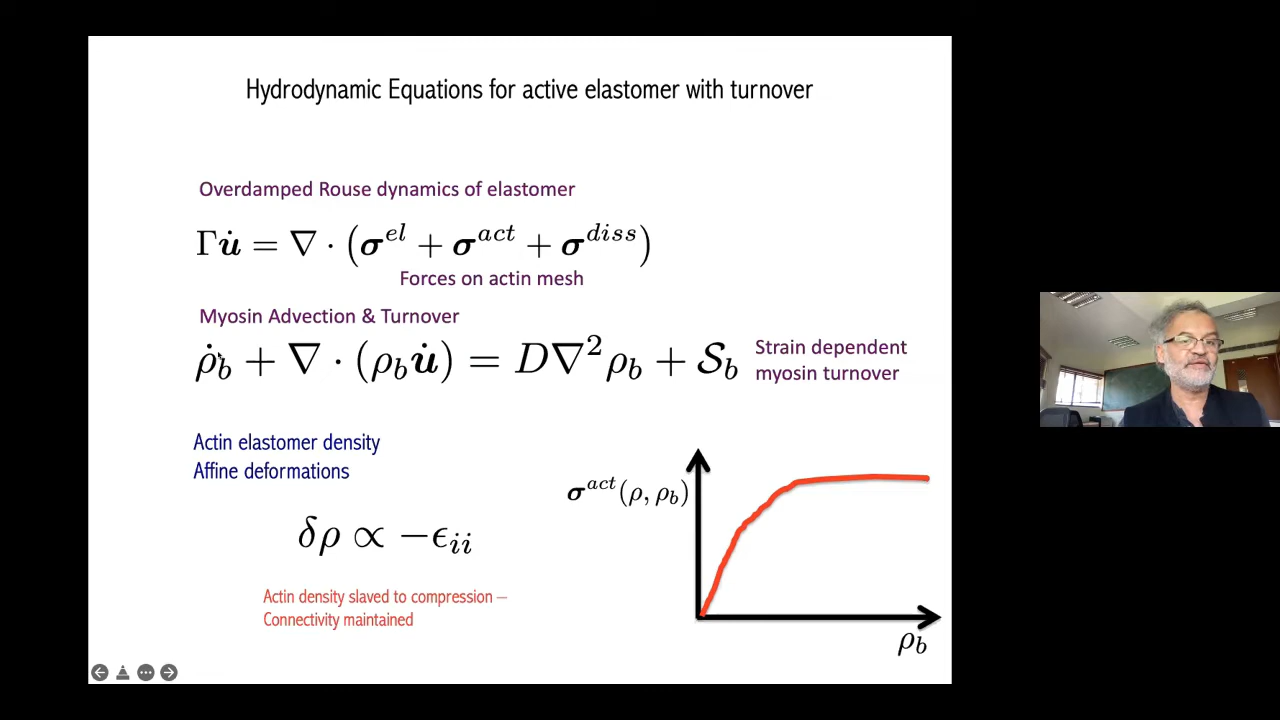 Hydrodynamic Equations for active elastomer with turnover
Overdamped Rouse dynamics of elastomer
Γu̇ = ∇ · (σ^{el} + σ^{act} + σ^{diss})
Forces on actin mesh
Myosin Advection & Turnover
ρ̇_b + ∇ · (ρ_b u̇) = D∇²ρ_b + 𝒮_b
Strain dependent
myosin turnover
Actin elastomer density
Affine deformations
δρ ∝ −ϵ_{ii}
Actin density slaved to compression –
Connectivity maintained
σ^{act}(ρ, ρ_b)
ρ_b